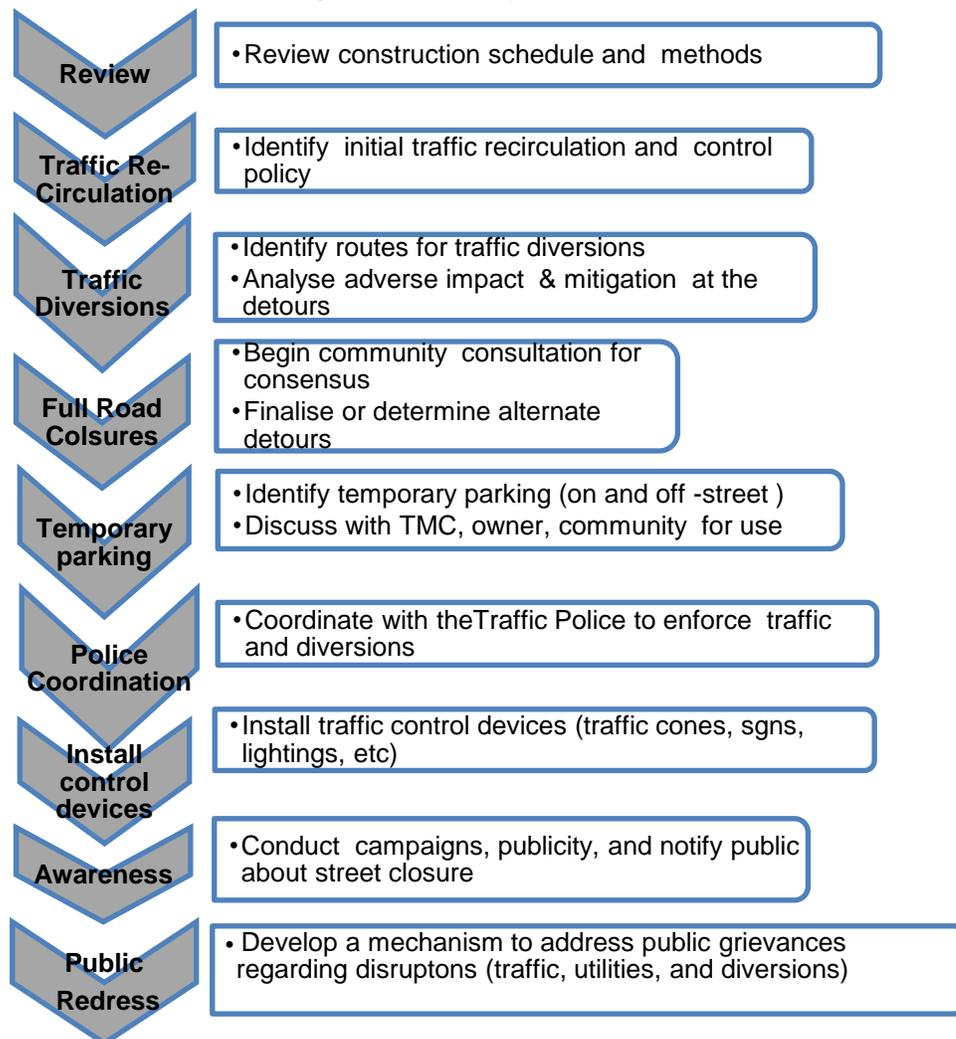 Review
•Review construction schedule and methods
Traffic Re-
Circulation
•Identify initial traffic recirculation and control
policy
Traffic
Diversions
•Identify routes for traffic diversions
•Analyse adverse impact & mitigation at the
detours
Full Road
Colsures
•Begin community consultation for
consensus
•Finalise or determine alternate
detours
Temporary
parking
•Identify temporary parking (on and off -street )
•Discuss with TMC, owner, community for use
Police
Coordination
•Coordinate with theTraffic Police to enforce traffic
and diversions
Install
control
devices
•Install traffic control devices (traffic cones, sgns,
lightings, etc)
Awareness
•Conduct campaigns, publicity, and notify public
about street closure
Public
Redress
• Develop a mechanism to address public grievances
regarding disruptons (traffic, utilities, and diversions)